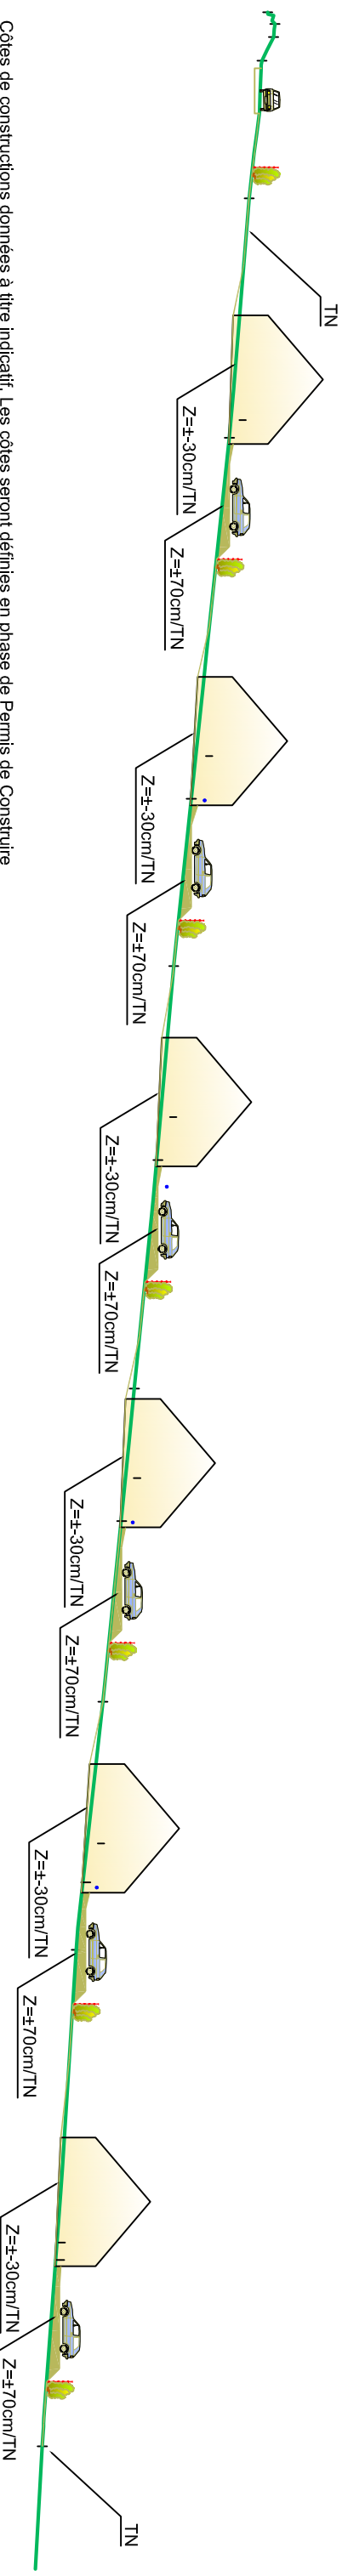 TN
Z=±-30cm/TN
Z=±70cm/TN
Z=±-30cm/TN
Z=±70cm/TN
Z=±-30cm/TN
Z=±70cm/TN
Z=±-30cm/TN
Z=±70cm/TN
Z=±-30cm/TN
Z=±70cm/TN
Z=±-30cm/TN
Z=±70cm/TN
TN
Côtes de constructions données à titre indicatif. Les côtes seront définies en phase de Permis de Construire